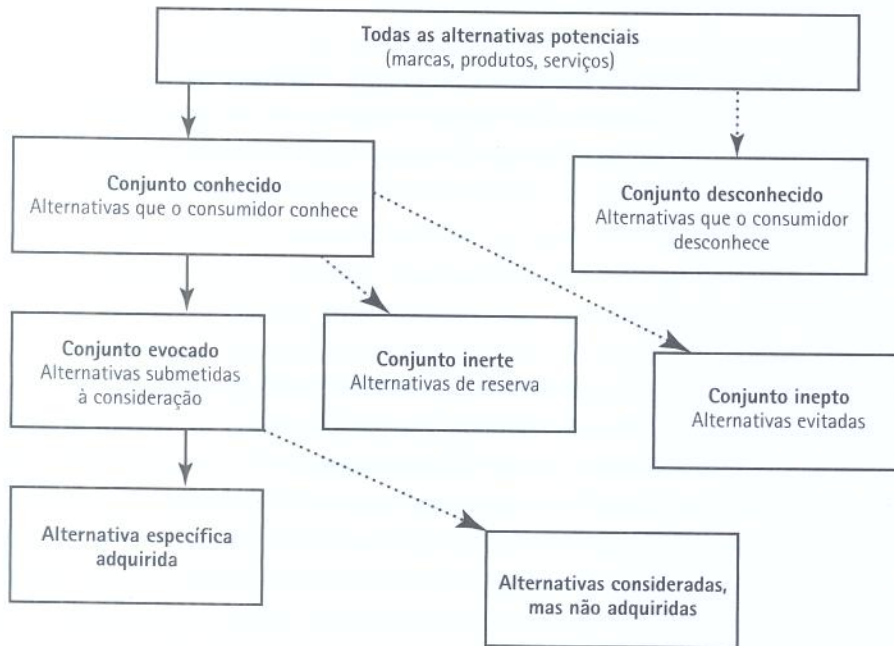 Todas as alternativas potenciais
(marcas, produtos, serviços)
Conjunto conhecido
Alternativas que o consumidor conhece
Conjunto desconhecido
Alternativas que o consumidor
desconhece
Conjunto evocado
Alternativas submetidas
à consideração
Conjunto inerte
Alternativas de reserva
Conjunto inepto
Alternativas evitadas
Alternativa específica
adquirida
Alternativas consideradas,
mas não adquiridas